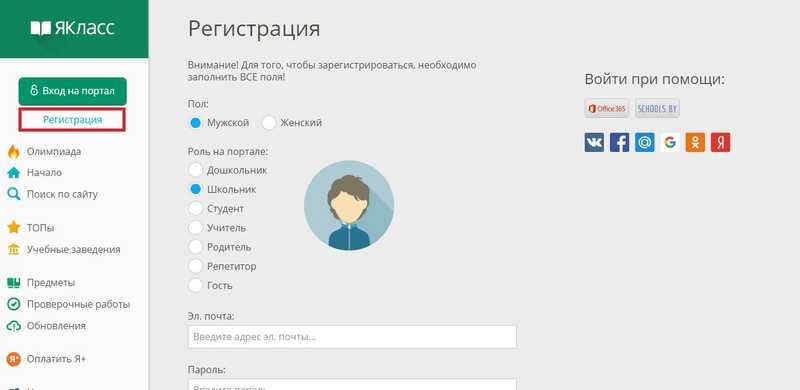 ЯКласс
Вход на портал
Регистрация
Олимпиада
Начало
Поиск по сайту
ТОПы
Учебные заведения
Предметы
Проверочные работы
Обновления
Я+
Оплатить Я+
Регистрация
Внимание! Для того, чтобы зарегистрироваться, необходимо
заполнить ВСЕ поля!
Пол:
Мужской
Женский
Роль на портале:
Дошкольник
Школьник
Студент
Учитель
Родитель
Репетитор
Гость
Эл. почта:
Введите адрес эл. почты...
Пароль:
Введите пароль
Войти при помощи:
Office 365
SCHOOLS.BY